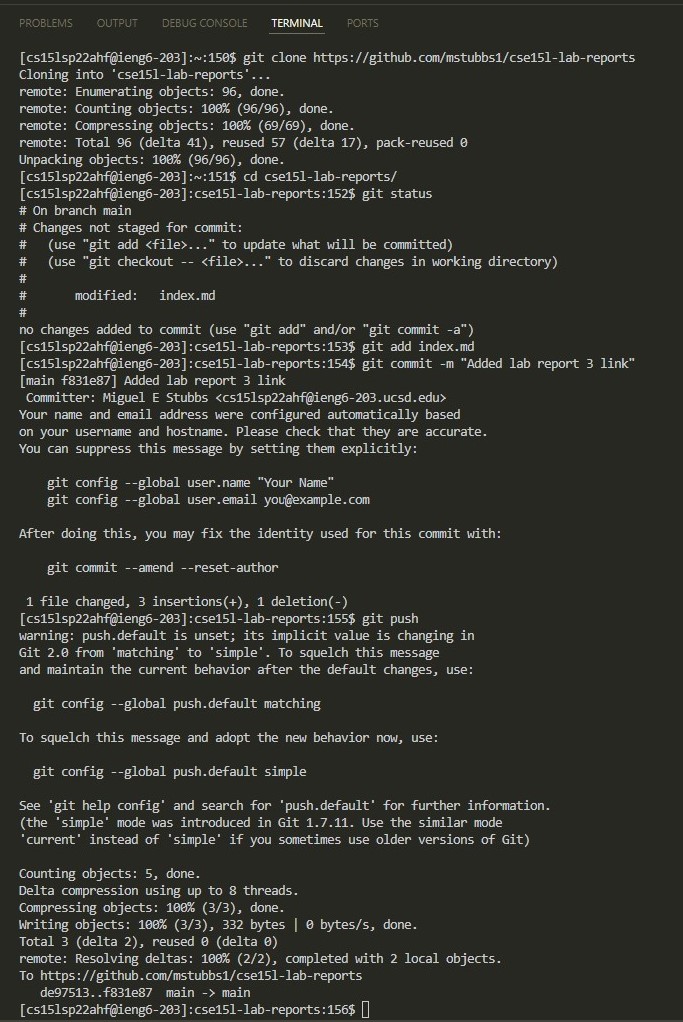 PROBLEMS OUTPUT DEBUG CONSOLE TERMINAL PORTS
[cs15lsp22ahf@ieng6-203]:~:150$ git clone https://github.com/mstubbs1/cse15l-lab-reports
Cloning into 'cse15l-lab-reports'...
remote: Enumerating objects: 96, done.
remote: Counting objects: 100% (96/96), done.
remote: Compressing objects: 100% (69/69), done.
remote: Total 96 (delta 41), reused 57 (delta 17), pack-reused 0
Unpacking objects: 100% (96/96), done.
[cs15lsp22ahf@ieng6-203]:~:151$ cd cse15l-lab-reports/
[cs15lsp22ahf@ieng6-203]:cse15l-lab-reports:152$ git status
# On branch main
# Changes not staged for commit:
#   (use "git add <file>..." to update what will be committed)
#   (use "git checkout -- <file>..." to discard changes in working directory)
#
#       modified:   index.md
#
no changes added to commit (use "git add" and/or "git commit -a")
[cs15lsp22ahf@ieng6-203]:cse15l-lab-reports:153$ git add index.md
[cs15lsp22ahf@ieng6-203]:cse15l-lab-reports:154$ git commit -m "Added lab report 3 link"
[main f831e87] Added lab report 3 link
 Committer: Miguel E Stubbs <cs15lsp22ahf@ieng6-203.ucsd.edu>
Your name and email address were configured automatically based
on your username and hostname. Please check that they are accurate.
You can suppress this message by setting them explicitly:
    git config --global user.name "Your Name"
    git config --global user.email you@example.com
After doing this, you may fix the identity used for this commit with:
    git commit --amend --reset-author
 1 file changed, 3 insertions(+), 1 deletion(-)
[cs15lsp22ahf@ieng6-203]:cse15l-lab-reports:155$ git push
warning: push.default is unset; its implicit value is changing in
Git 2.0 from 'matching' to 'simple'. To squelch this message
and maintain the current behavior after the default changes, use:
  git config --global push.default matching
To squelch this message and adopt the new behavior now, use:
  git config --global push.default simple
See 'git help config' and search for 'push.default' for further information.
(the 'simple' mode was introduced in Git 1.7.11. Use the similar mode
'current' instead of 'simple' if you sometimes use older versions of Git)
Counting objects: 5, done.
Delta compression using up to 8 threads.
Compressing objects: 100% (3/3), done.
Writing objects: 100% (3/3), 332 bytes | 0 bytes/s, done.
Total 3 (delta 2), reused 0 (delta 0)
remote: Resolving deltas: 100% (2/2), completed with 2 local objects.
To https://github.com/mstubbs1/cse15l-lab-reports
   de97513..f831e87  main -> main
[cs15lsp22ahf@ieng6-203]:cse15l-lab-reports:156$